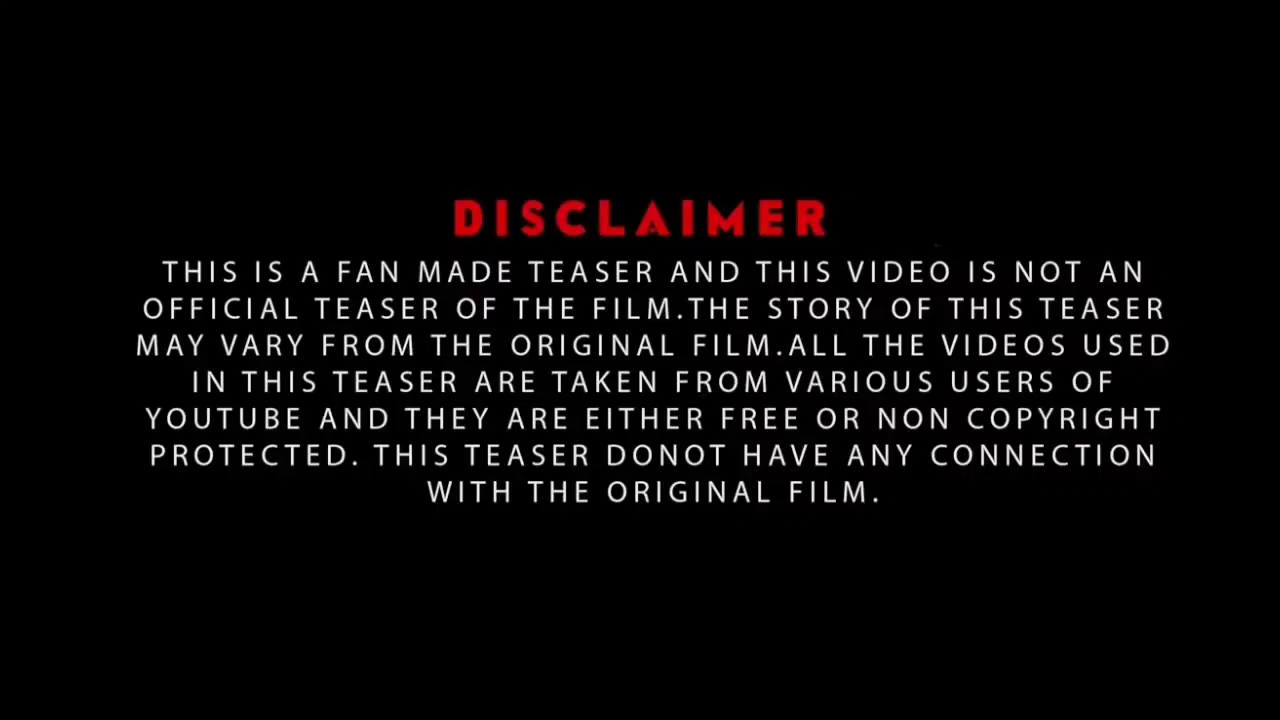 DISCLAIMER
THIS IS A FAN MADE TEASER AND THIS VIDEO IS NOT AN
OFFICIAL TEASER OF THE FILM.THE STORY OF THIS TEASER
MAY VARY FROM THE ORIGINAL FILM.ALL THE VIDEOS USED
IN THIS TEASER ARE TAKEN FROM VARIOUS USERS OF
YOUTUBE AND THEY ARE EITHER FREE OR NON COPYRIGHT
PROTECTED. THIS TEASER DONOT HAVE ANY CONNECTION
WITH THE ORIGINAL FILM.